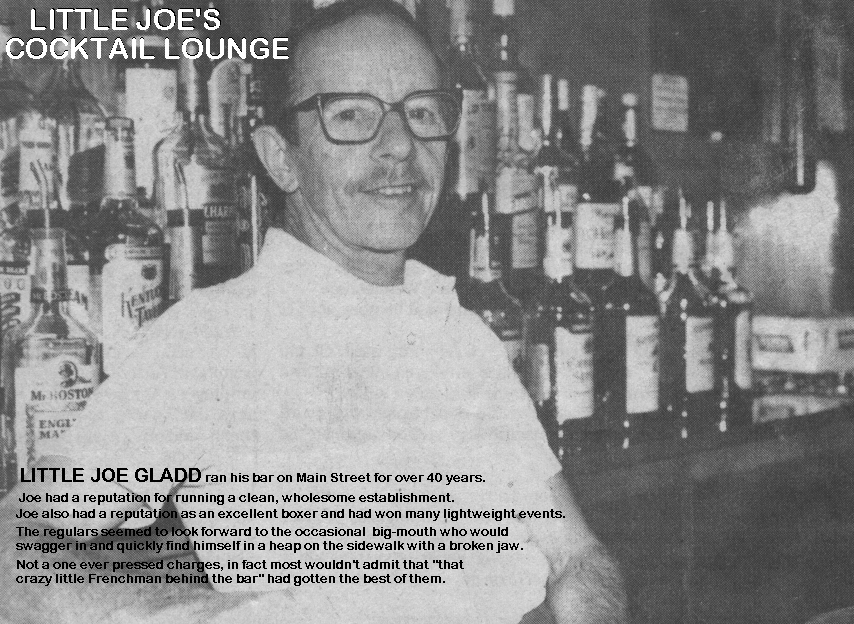 LITTLE JOE'S
COCKTAIL LOUNGE
LITTLE JOE GLADD ran his bar on Main Street for over 40 years.
Joe had a reputation for running a clean, wholesome establishment.
Joe also had a reputation as an excellent boxer and had won many lightweight events.
The regulars seemed to look forward to the occasional big-mouth who would
swagger in and quickly find himself in a heap on the sidewalk with a broken jaw.
Not a one ever pressed charges, in fact most wouldn't admit that "that
crazy little Frenchman behind the bar" had gotten the best of them.